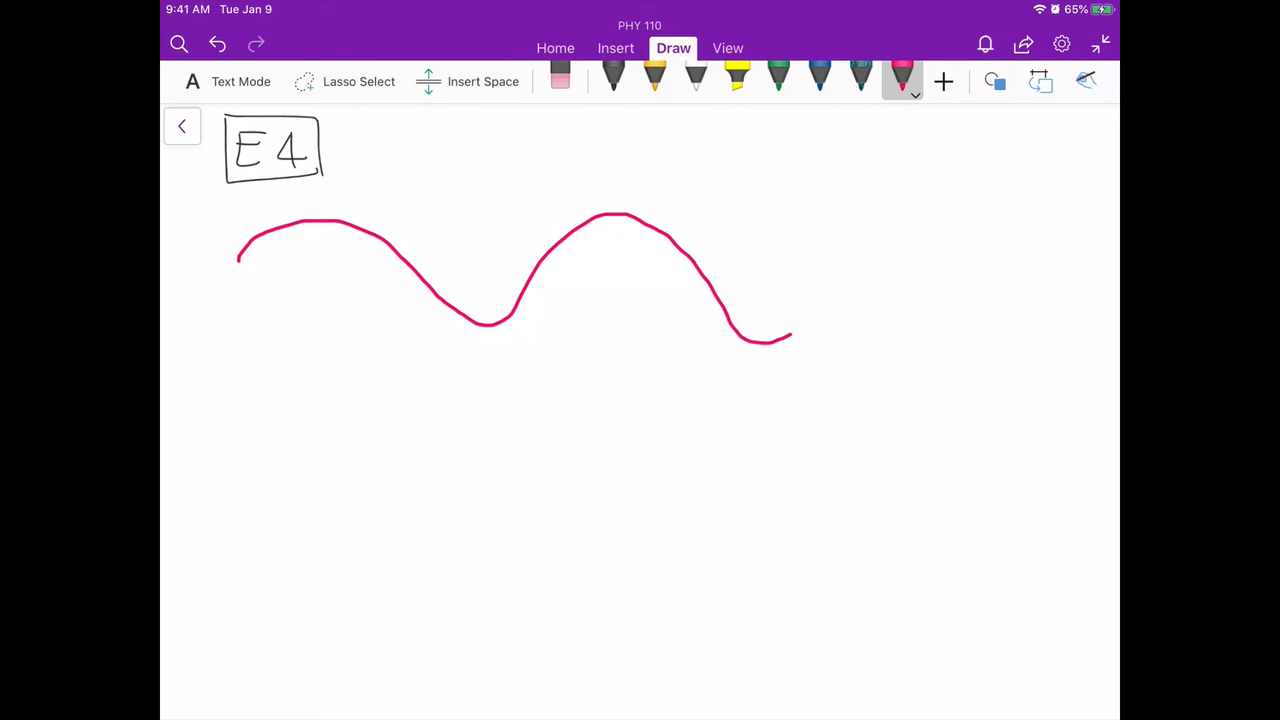 9:41 AM Tue Jan 9
65%
PHY 110
Home Insert Draw View
A Text Mode Lasso Select Insert Space
E 4